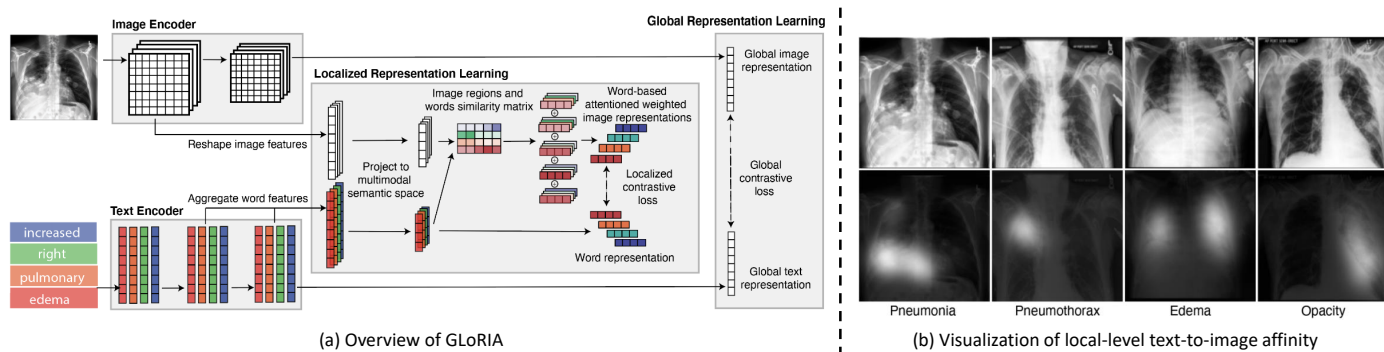 Image Encoder
Global Representation Learning
Global image
representation
Localized Representation Learning
Image regions and
words similarity matrix
Word-based
attentioned weighted
image representations
Reshape image features
Project to
multimodal
semantic space
Localized
contrastive
loss
Global
contrastive
loss
Text Encoder
Aggregate word features
increased
right
pulmonary
edema
Word representation
Global text
representation
(a) Overview of GLoRIA
Pneumonia
Pneumothorax
Edema
Opacity
(b) Visualization of local-level text-to-image affinity